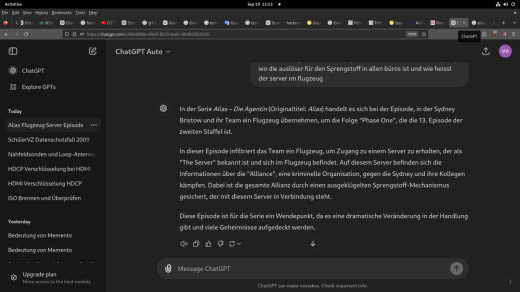 Activities
Sep 19 12:53
File Edit View History Bookmarks Tools Help
ChatGPT
ChatGPT Auto
MA
ChatGPT
Explore GPTs
Today
Alias Flugzeug Server Episode
SchülerVZ Datenschutzfall 2009
Nahfeldsonden und Loop-Antenn
HDCP Verschlüsselung bei HDMI
HDMI Verschlüsselung HDCP
ISO Brennen und Überprüfen
Yesterday
Bedeutung von Memento
Bedeutung von Memento
Upgrade plan
More access to the best models
wo die auslöser für den Sprengstoff in allen büros ist und wie heisst
der server im flugzeug
In der Serie Alias – Die Agentin (Originaltitel: Alias) handelt es sich bei der Episode, in der Sydney
Bristow und ihr Team ein Flugzeug übernehmen, um die Folge "Phase One", die die 13. Episode der
zweiten Staffel ist.
In dieser Episode infiltriert das Team ein Flugzeug, um Zugang zu einem Server zu erhalten, der als
"The Server" bekannt ist und sich im Flugzeug befindet. Auf diesem Server befinden sich die
Informationen über die "Alliance", eine kriminelle Organisation, gegen die Sydney und ihre Kollegen
kämpfen. Dabei ist die gesamte Allianz durch einen ausgeklügelten Sprengstoff-Mechanismus
gesichert, der mit diesem Server in Verbindung steht.
Diese Episode ist für die Serie ein Wendepunkt, da es eine dramatische Veränderung in der Handlung
gibt und viele Geheimnisse aufgedeckt werden.
Message ChatGPT
ChatGPT can make mistakes. Check important info.